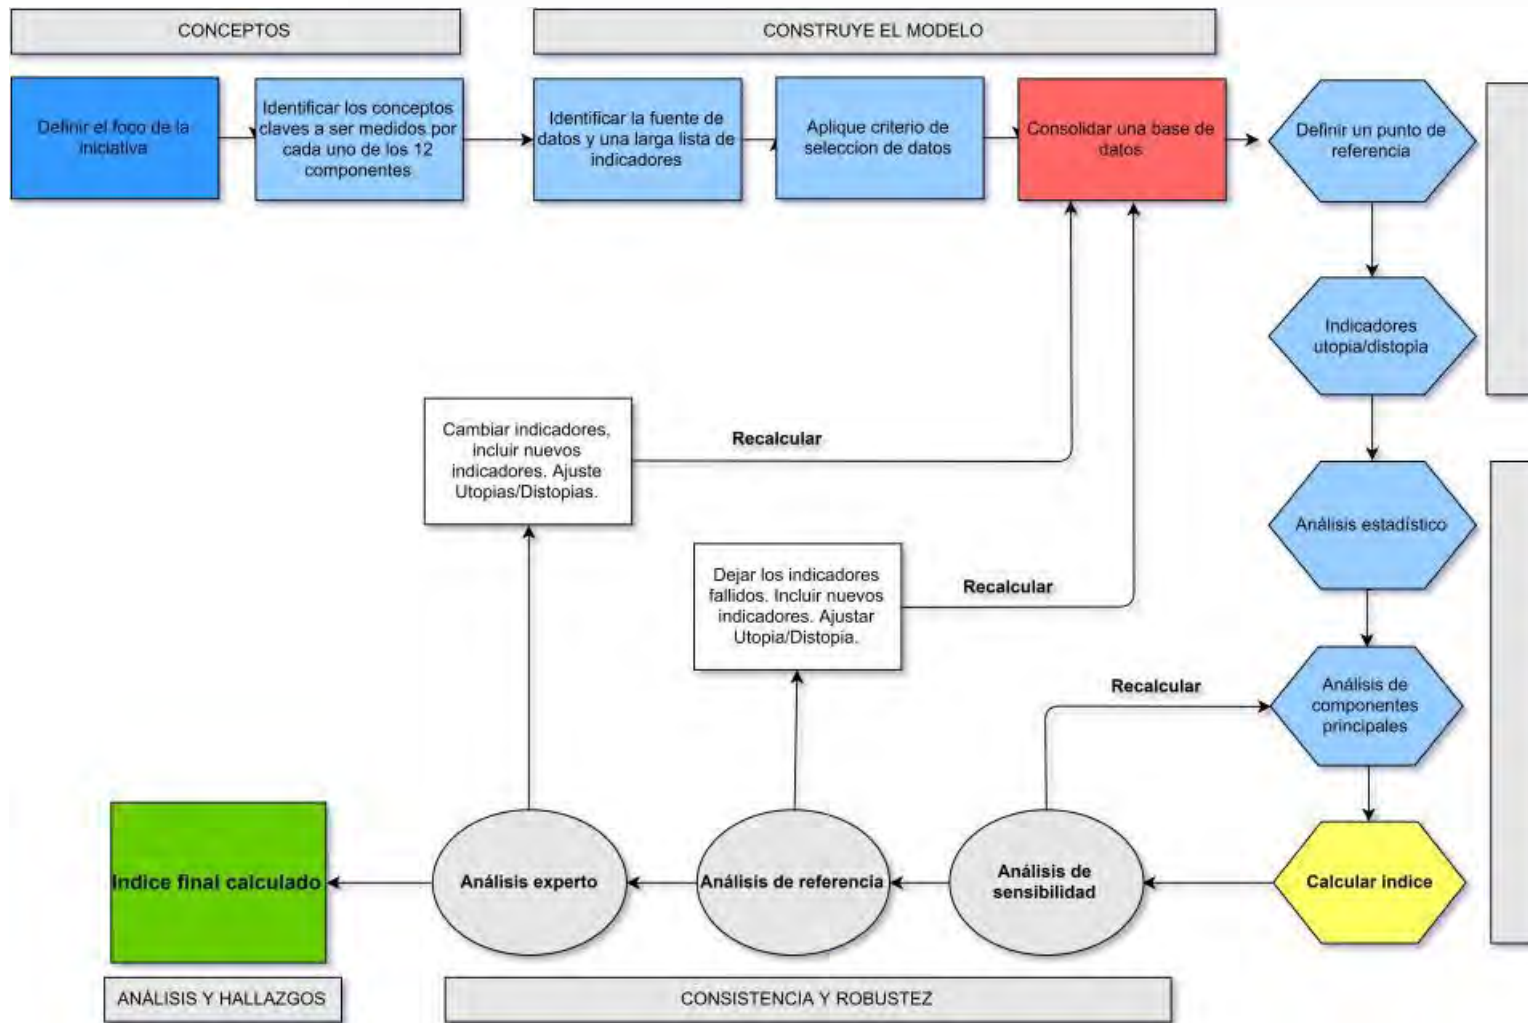 CONCEPTOS
CONSTRUYE EL MODELO
Definir el foco de la
iniciativa
Identificar los conceptos
claves a ser medidos por
cada uno de los 12
componentes
Identificar la fuente de
datos y una larga lista de
indicadores
Aplique criterio de
seleccion de datos
Consolidar una base de
datos
Definir un punto de
referencia
Indicadores
utopia/distopia
Cambiar indicadores,
incluir nuevos
indicadores. Ajuste
Utopias/Distopias.
Recalcular
Análisis estadístico
Dejar los indicadores
fallidos. Incluir nuevos
indicadores. Ajustar
Utopia/Distopia.
Recalcular
Recalcular
Análisis de
componentes
principales
Indice final calculado
Análisis experto
Análisis de referencia
Análisis de
sensibilidad
Calcular indice
ANÁLISIS Y HALLAZGOS
CONSISTENCIA Y ROBUSTEZ